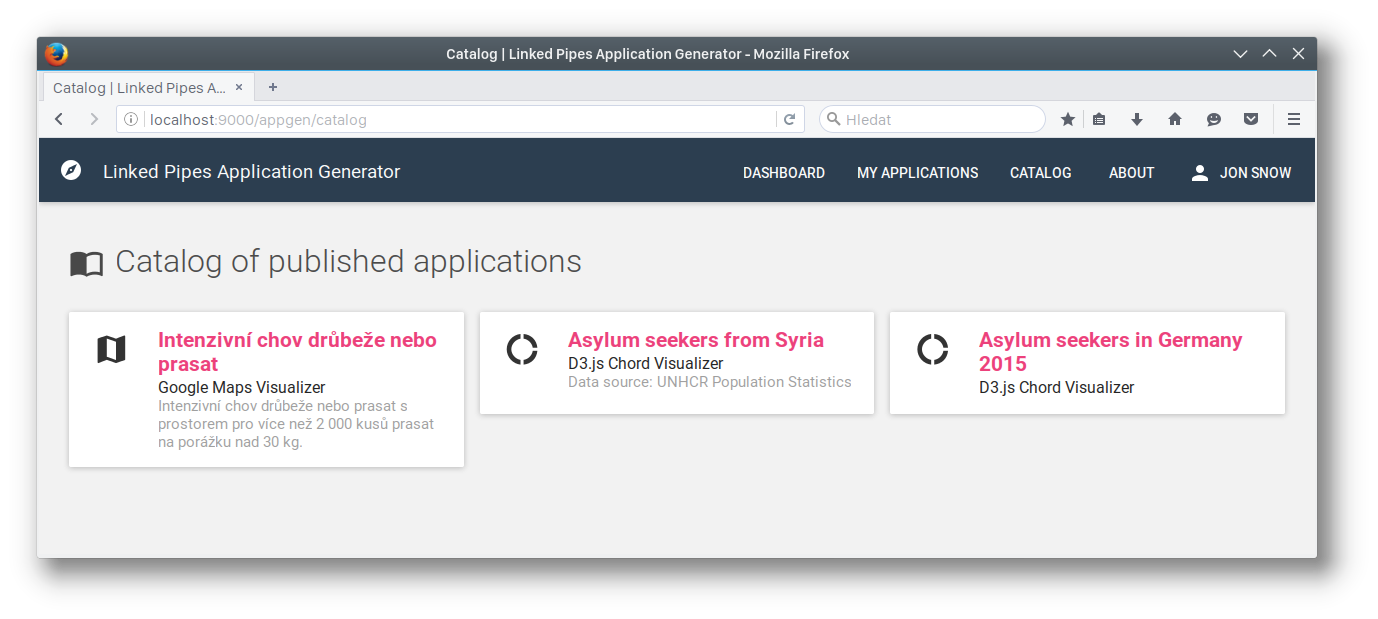 Catalog | Linked Pipes Application Generator - Mozilla Firefox
Catalog | Linked Pipes A... × +
localhost:9000/appgen/catalog
Hledat
Linked Pipes Application Generator
DASHBOARD
MY APPLICATIONS
CATALOG
ABOUT
JON SNOW
Catalog of published applications
Intenzivní chov drůbeže nebo
prasat
Google Maps Visualizer
Intenzivní chov drůbeže nebo prasat s
prostorem pro více než 2 000 kusů prasat
na porážku nad 30 kg.
Asylum seekers from Syria
D3.js Chord Visualizer
Data source: UNHCR Population Statistics
Asylum seekers in Germany
2015
D3.js Chord Visualizer